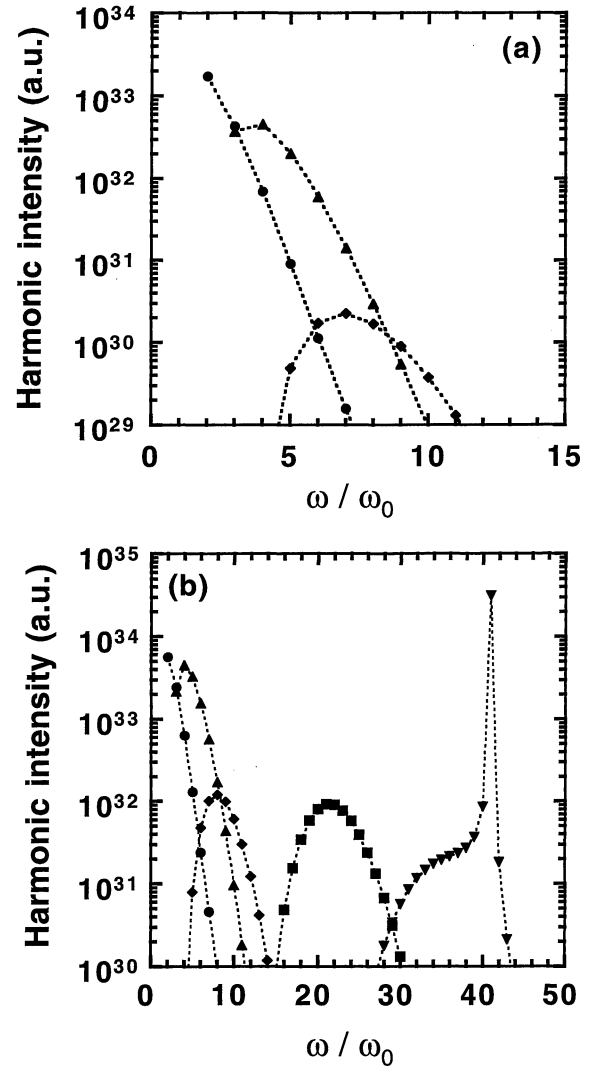 (a)
Harmonic intensity (a.u.)
10³⁴
10³³
10³²
10³¹
10³⁰
10²⁹
0 5 10 15
ω / ω₀
(b)
Harmonic intensity (a.u.)
10³⁵
10³⁴
10³³
10³²
10³¹
10³⁰
0 10 20 30 40 50
ω / ω₀